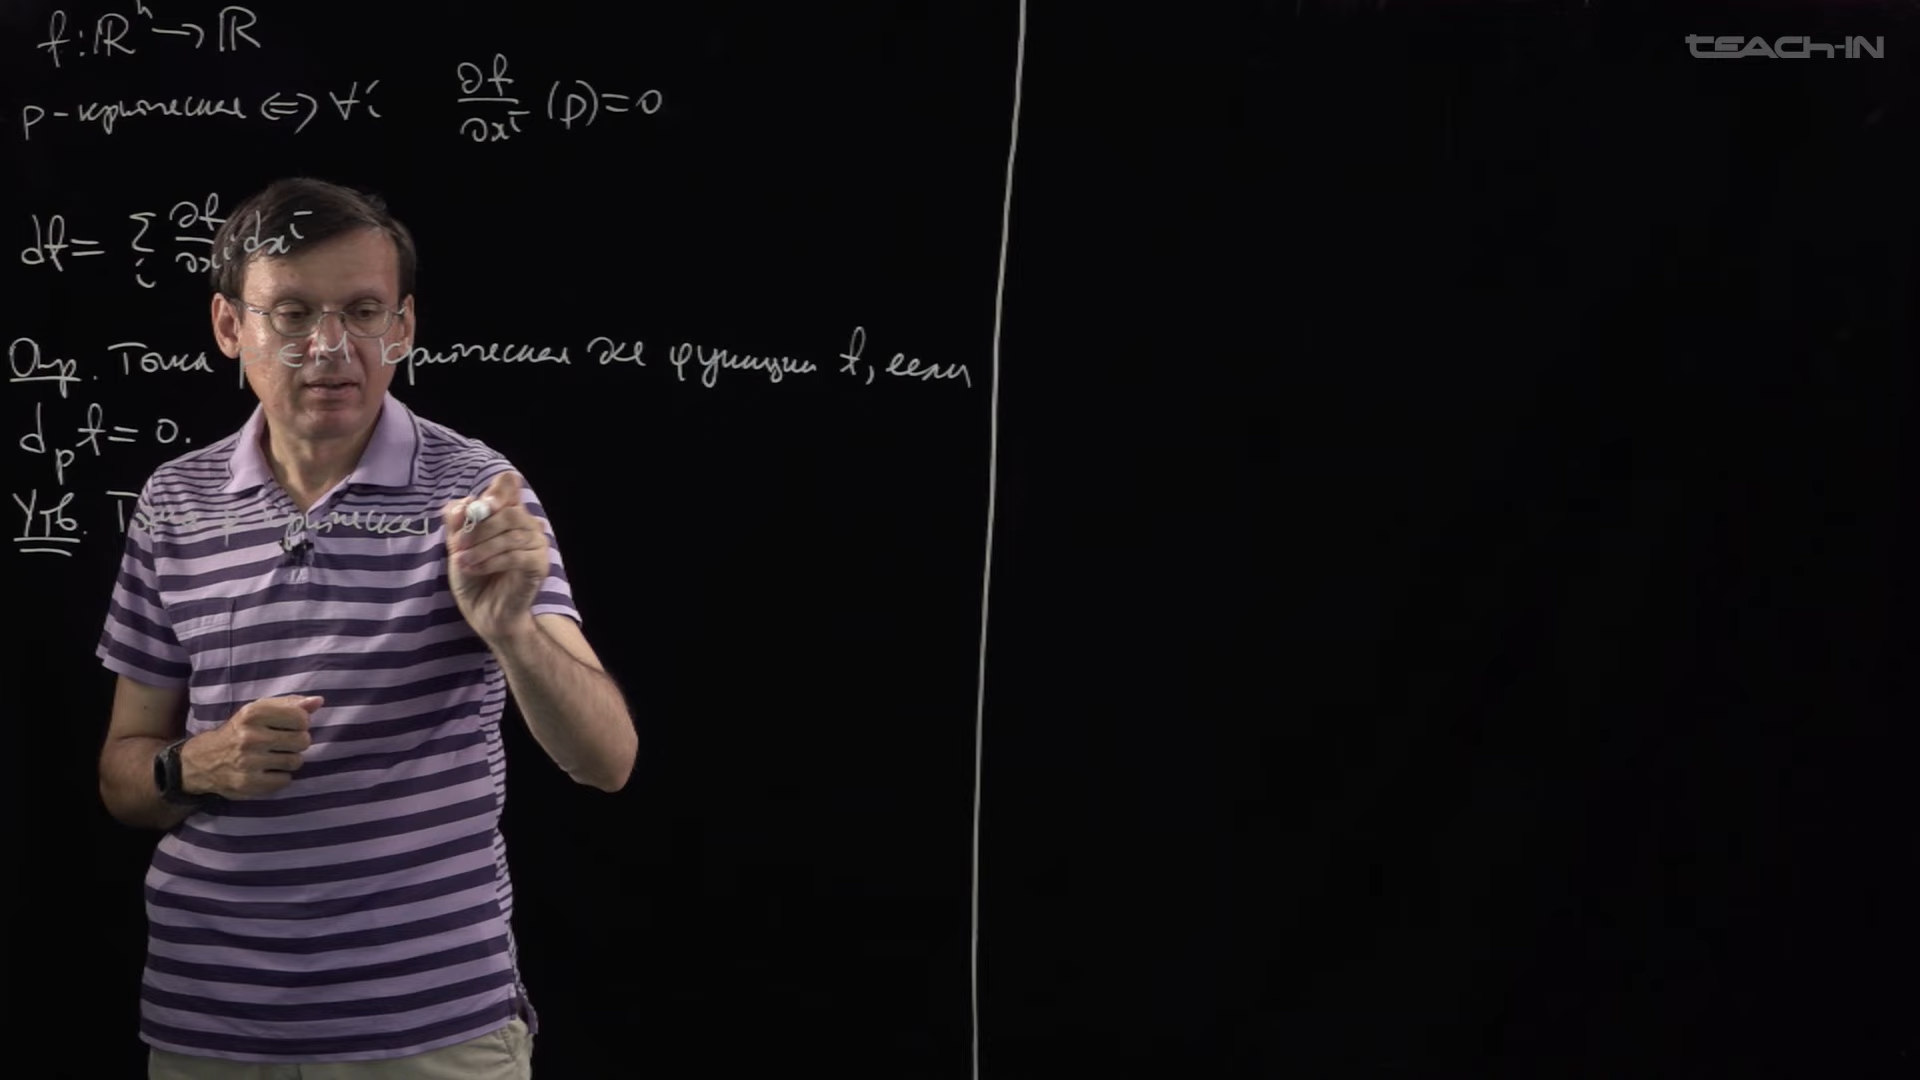 f: ℝⁿ → ℝ
p - критическая ⇔ ∀i ∂f/∂xⁱ (p) = 0
df = Σᵢ ∂f/∂xⁱ dxⁱ
Опр. Точка p ∈ M критическая для функции f, если
d_p f = 0.
Утв. Точка p критическая
TEACH-IN